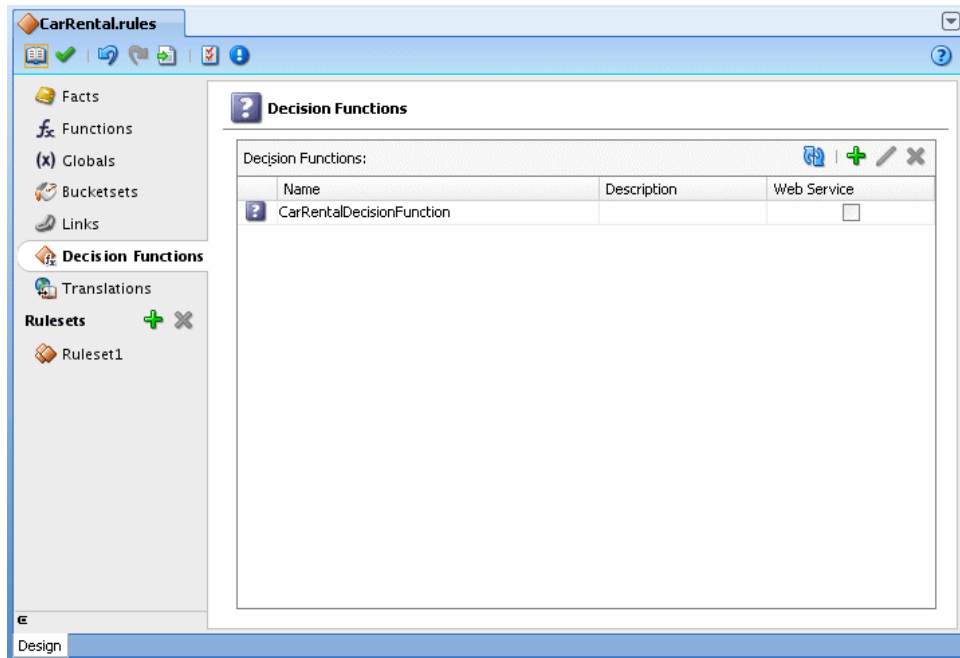 CarRental.rules
Facts
Functions
(x) Globals
Bucketsets
Links
Decision Functions
Translations
Rulesets
Ruleset1
Decision Functions
Decision Functions:
Name Description Web Service
CarRentalDecisionFunction
Design